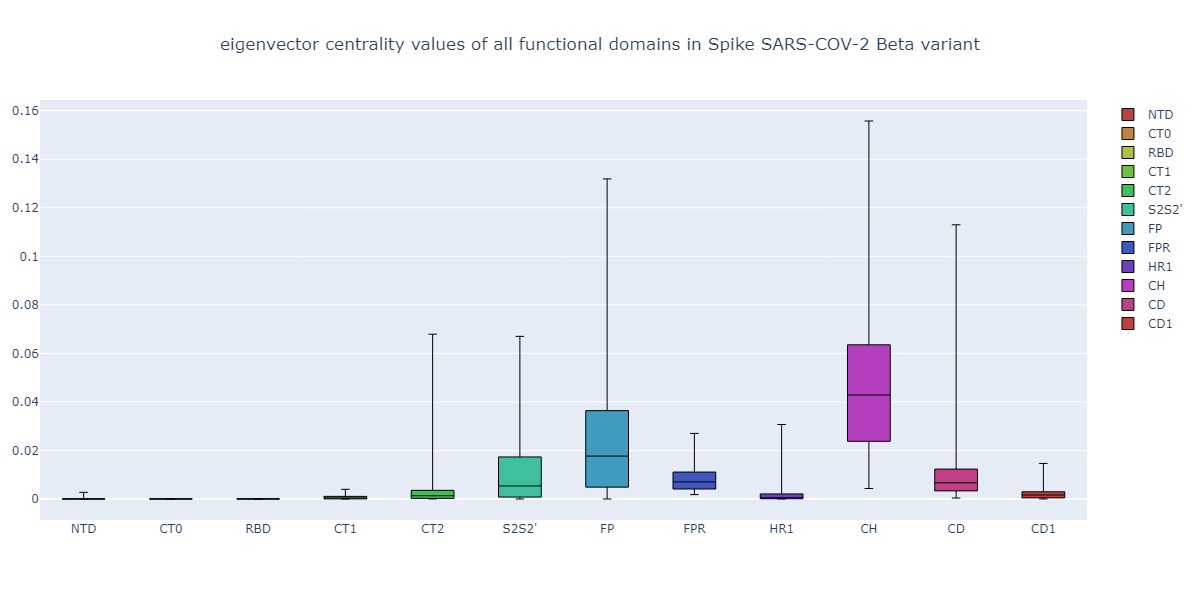 eigenvector centrality values of all functional domains in Spike SARS-COV-2 Beta variant
0.16
0.14
0.12
0.1
0.08
0.06
0.04
0.02
0
NTD CT0 RBD CT1 CT2 S2S2' FP FPR HR1 CH CD CD1
NTD
CT0
RBD
CT1
CT2
S2S2'
FP
FPR
HR1
CH
CD
CD1